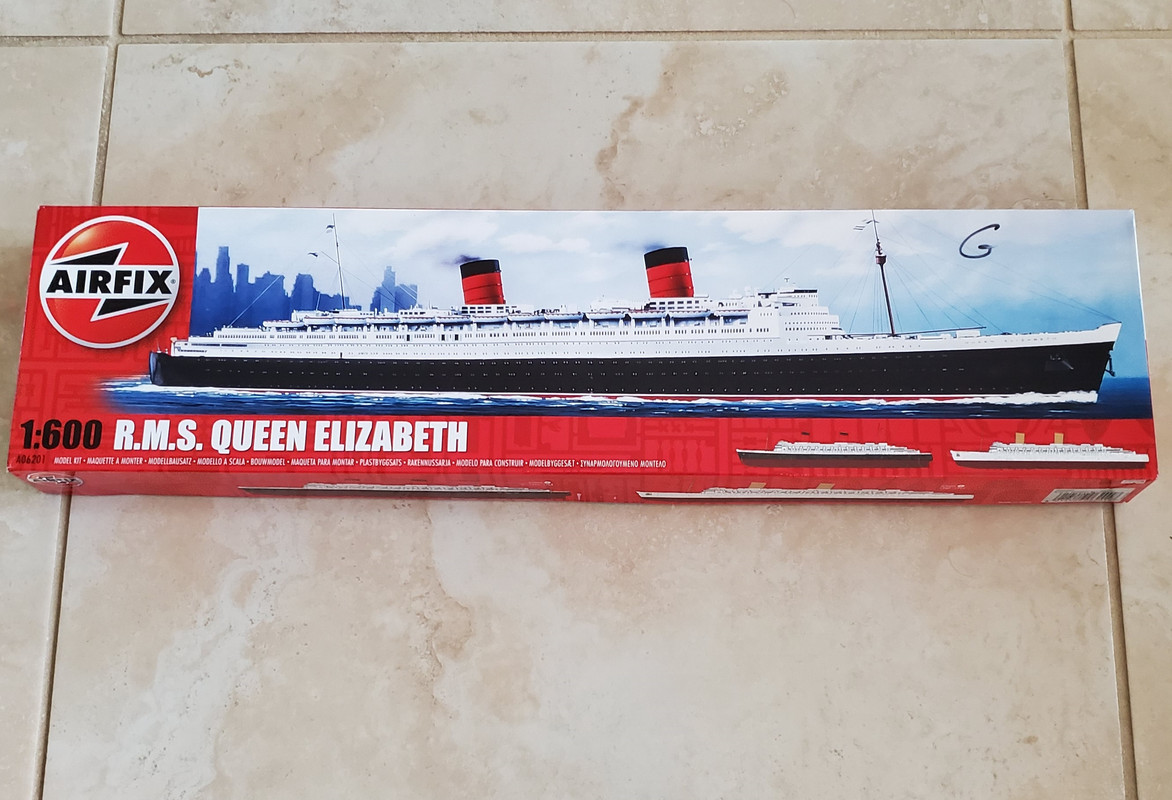 G
AIRFIX®
1:600 R.M.S. QUEEN ELIZABETH
A06201 MODEL KIT • MAQUETTE A MONTER • MODELLBAUSATZ • MODELLO A SCALA • BOUWMODEL • MAQUETA PARA MONTAR • PLASTBYGGSATS • RAKENNUSSARJA • MODELO PARA CONSTRUIR • MODELBYGGESÆT • ΣΥΝΑΡΜΟΛΟΓΟΥΜΕΝΟ ΜΟΝΤΕΛΟ